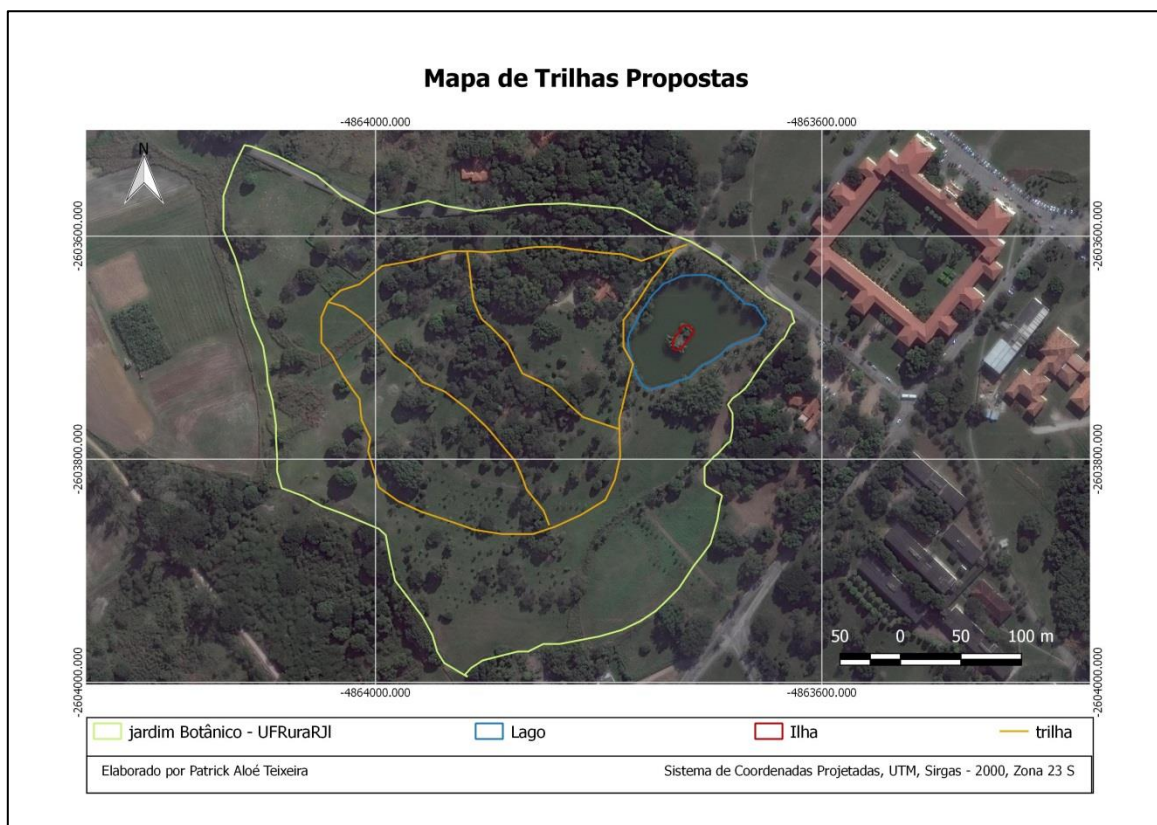 Mapa de Trilhas Propostas
-4864000.000 -4863600.000
N
-2603600.000 -2603600.000
-2603800.000 -2603800.000
-2604000.000 -2604000.000
50 0 50 100 m
-4864000.000 -4863600.000
jardim Botânico - UFRuraRJl Lago Ilha trilha
Elaborado por Patrick Aloé Teixeira Sistema de Coordenadas Projetadas, UTM, Sirgas - 2000, Zona 23 S